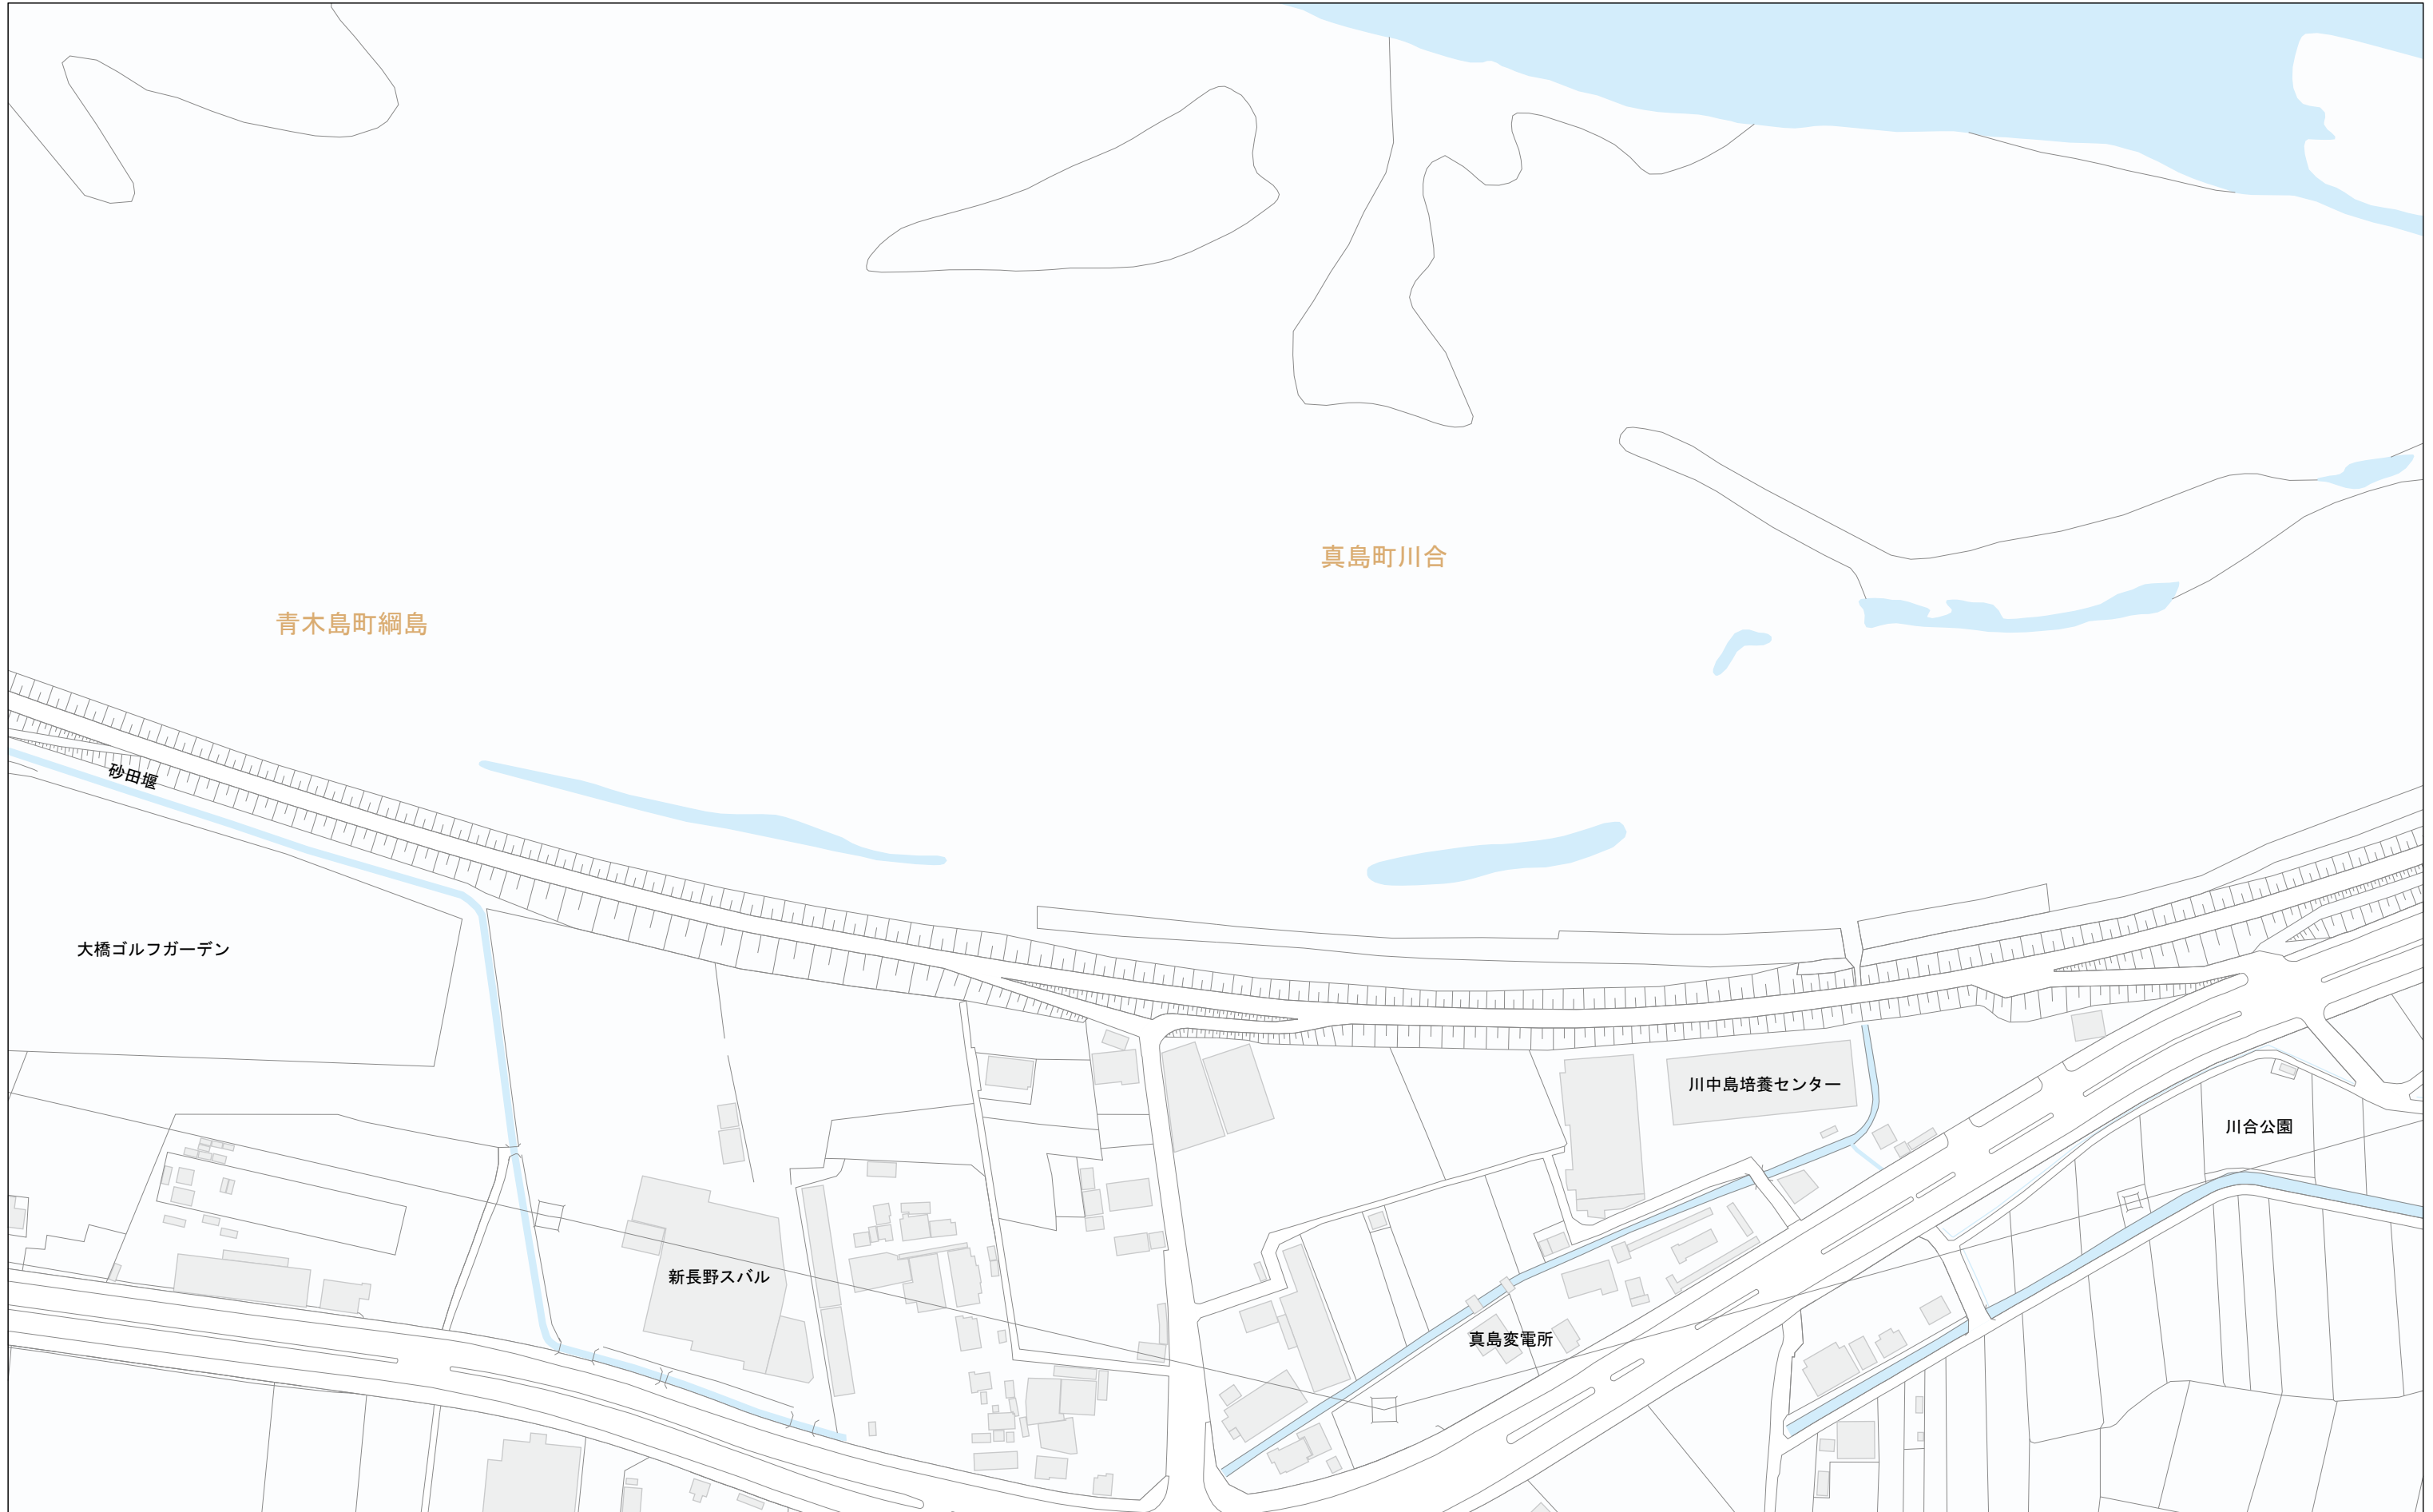 真島町川合
青木島町綱島
砂田堰
大橋ゴルフガーデン
川中島培養センター
川合公園
新長野スバル
真島変電所